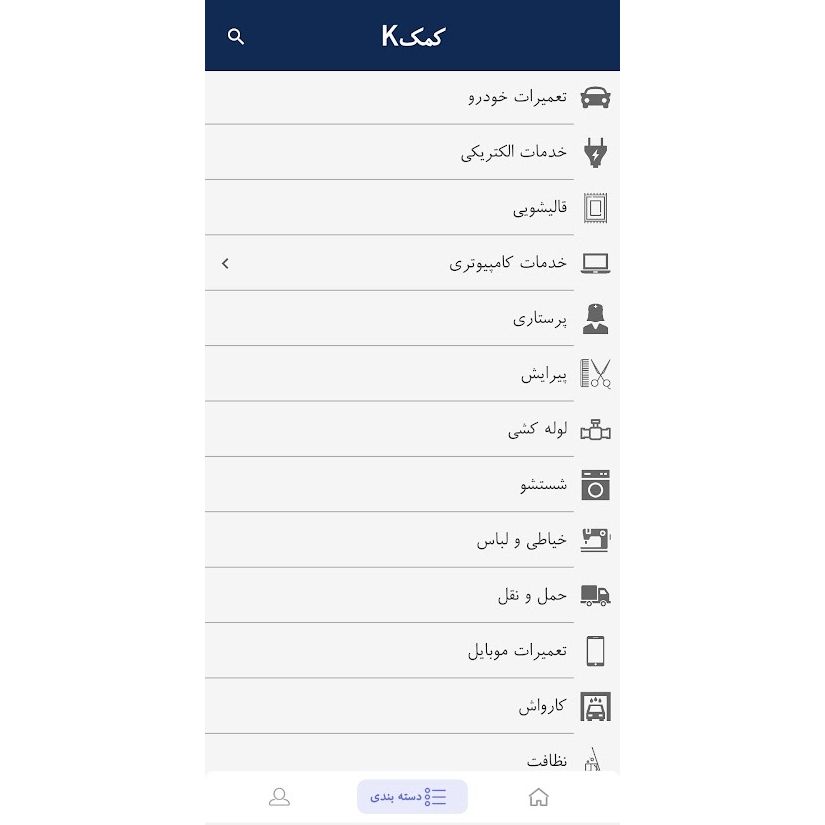 کمکK
تعمیرات خودرو
خدمات الکتریکی
قالیشویی
خدمات کامپیوتری
پرستاری
پیرایش
لوله کشی
شستشو
خیاطی و لباس
حمل و نقل
تعمیرات موبایل
کارواش
نظافت
دسته بندی